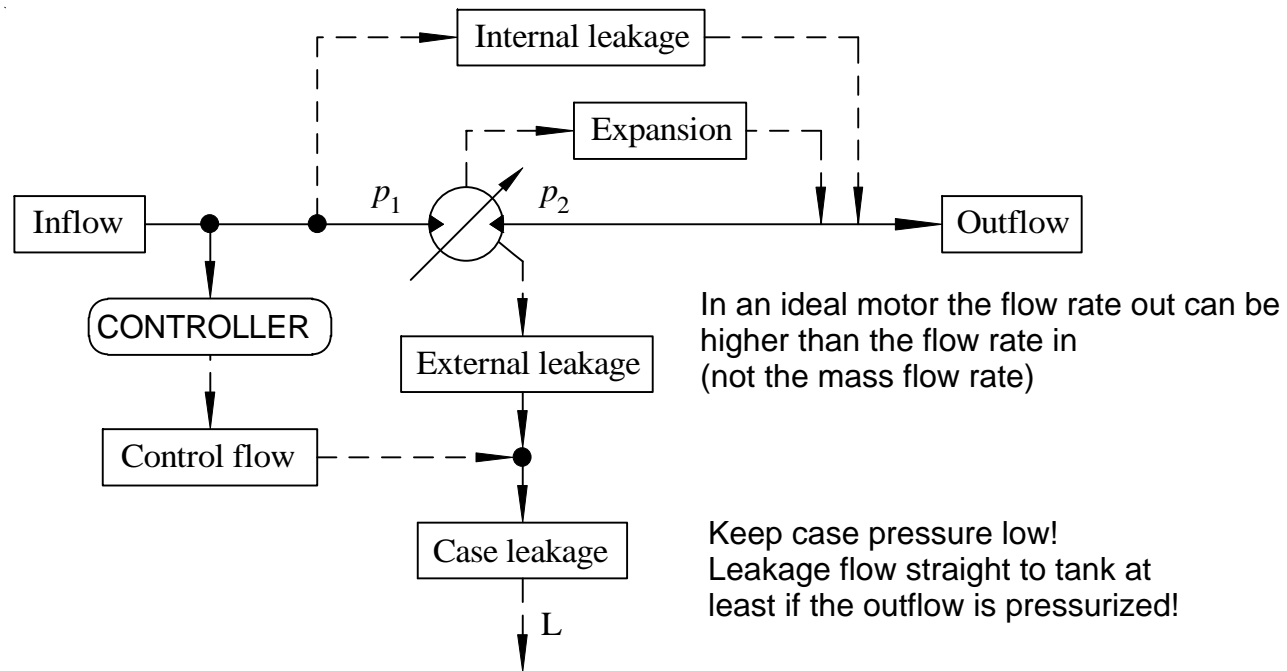 Internal leakage
Expansion
p1
p2
Inflow
Outflow
CONTROLLER
In an ideal motor the flow rate out can be
higher than the flow rate in
(not the mass flow rate)
External leakage
Control flow
Case leakage
Keep case pressure low!
Leakage flow straight to tank at
least if the outflow is pressurized!
L